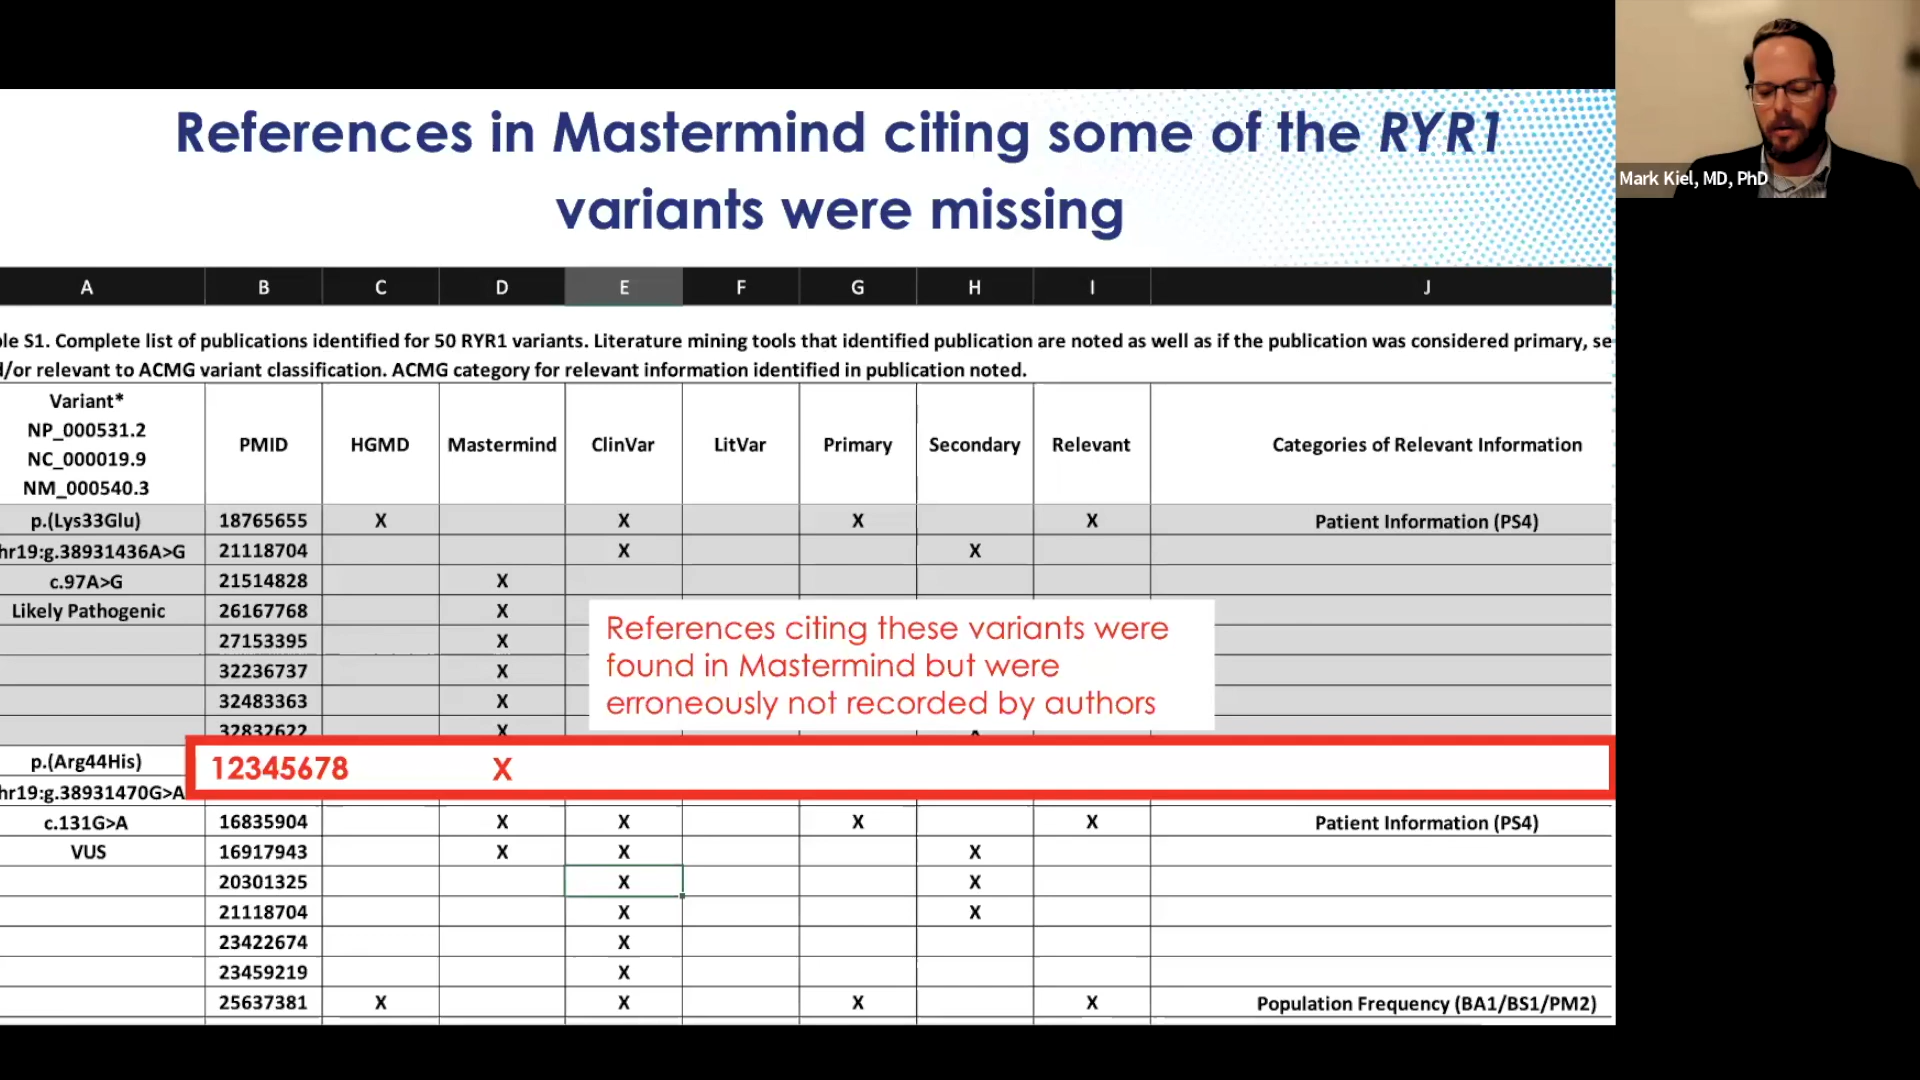 References in Mastermind citing some of the RYR1
variants were missing
Mark Kiel, MD, PhD
A B C D E F G H I J
le S1. Complete list of publications identified for 50 RYR1 variants. Literature mining tools that identified publication are noted as well as if the publication was considered primary, se
/or relevant to ACMG variant classification. ACMG category for relevant information identified in publication noted.
Variant*
NP_000531.2
NC_000019.9
NM_000540.3
PMID HGMD Mastermind ClinVar LitVar Primary Secondary Relevant Categories of Relevant Information
p.(Lys33Glu) 18765655 X X X X Patient Information (PS4)
hr19:g.38931436A>G 21118704 X X
c.97A>G 21514828 X
Likely Pathogenic 26167768 X
27153395 X
32236737 X
32483363 X
32832622 X
References citing these variants were
found in Mastermind but were
erroneously not recorded by authors
p.(Arg44His) 12345678 X
hr19:g.38931470G>A
c.131G>A 16835904 X X X X Patient Information (PS4)
VUS 16917943 X X X
20301325 X X
21118704 X X
23422674 X
23459219 X
25637381 X X X X Population Frequency (BA1/BS1/PM2)